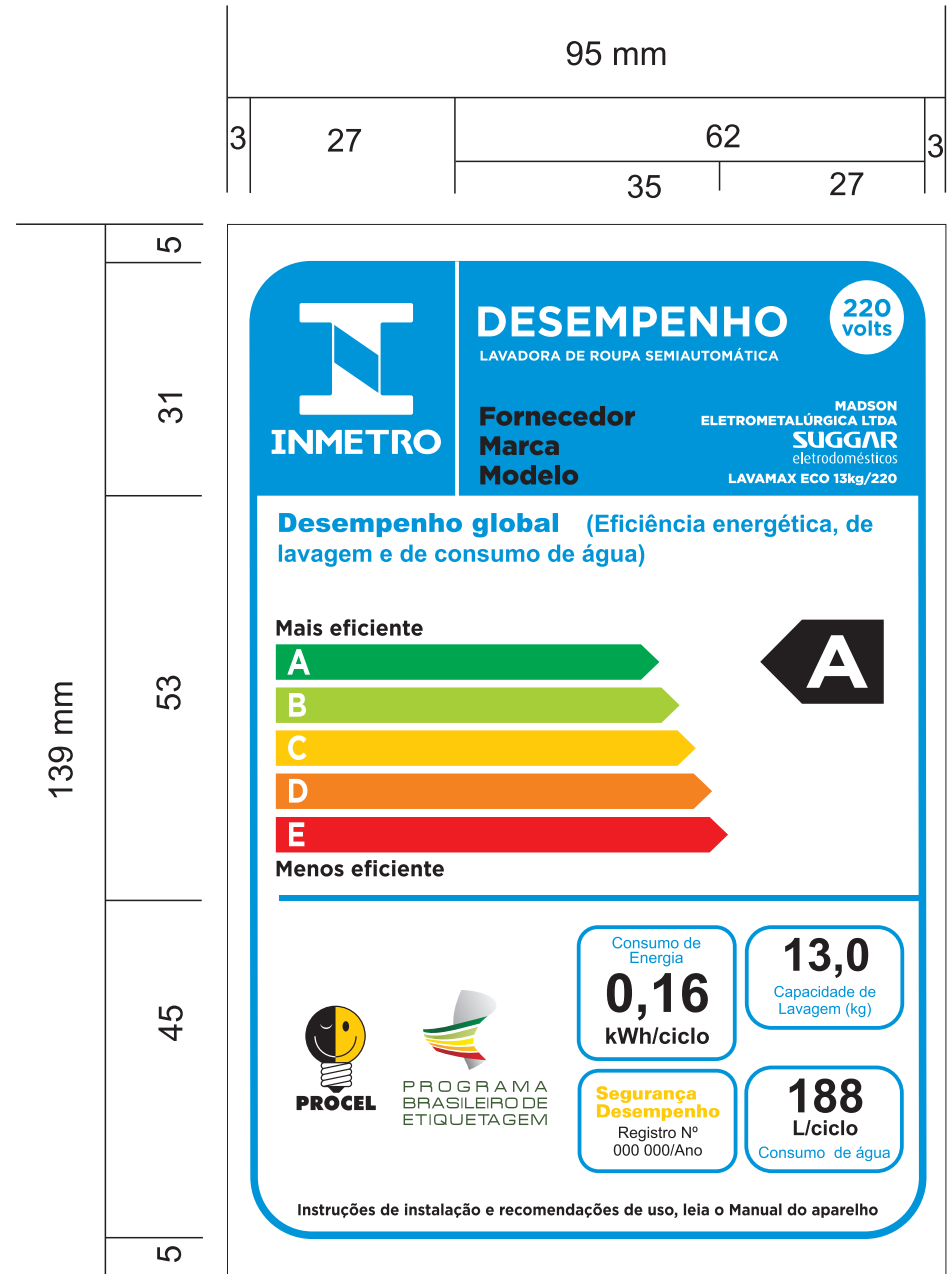 95 mm
3
27
62
3
35
27
5
31
53
139 mm
45
5
INMETRO
DESEMPENHO
LAVADORA DE ROUPA SEMIAUTOMÁTICA
220
volts
Fornecedor
Marca
Modelo
MADSON
ELETROMETALÚRGICA LTDA
SUGGAR
eletrodomésticos
LAVAMAX ECO 13kg/220
Desempenho global (Eficiência energética, de
lavagem e de consumo de água)
Mais eficiente
A
A
B
C
D
E
Menos eficiente
Consumo de
Energia
0,16
kWh/ciclo
13,0
Capacidade de
Lavagem (kg)
PROCEL
PROGRAMA
BRASILEIRO DE
ETIQUETAGEM
Segurança
Desempenho
Registro Nº
000 000/Ano
188
L/ciclo
Consumo de água
Instruções de instalação e recomendações de uso, leia o Manual do aparelho